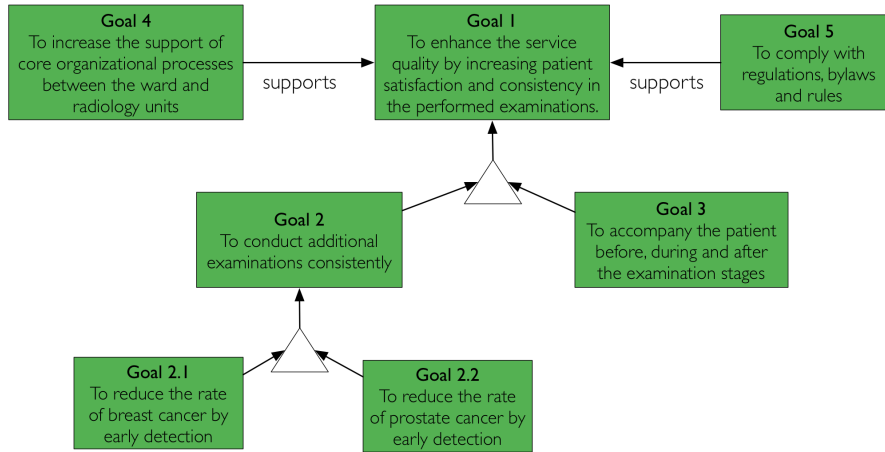 Goal 4
To increase the support of
core organizational processes
between the ward and
radiology units
supports
Goal 1
To enhance the service
quality by increasing patient
satisfaction and consistency in
the performed examinations.
supports
Goal 5
To comply with
regulations, bylaws
and rules
Goal 2
To conduct additional
examinations consistently
Goal 3
To accompany the patient
before, during and after
the examination stages
Goal 2.1
To reduce the rate
of breast cancer by
early detection
Goal 2.2
To reduce the rate
of prostate cancer by
early detection